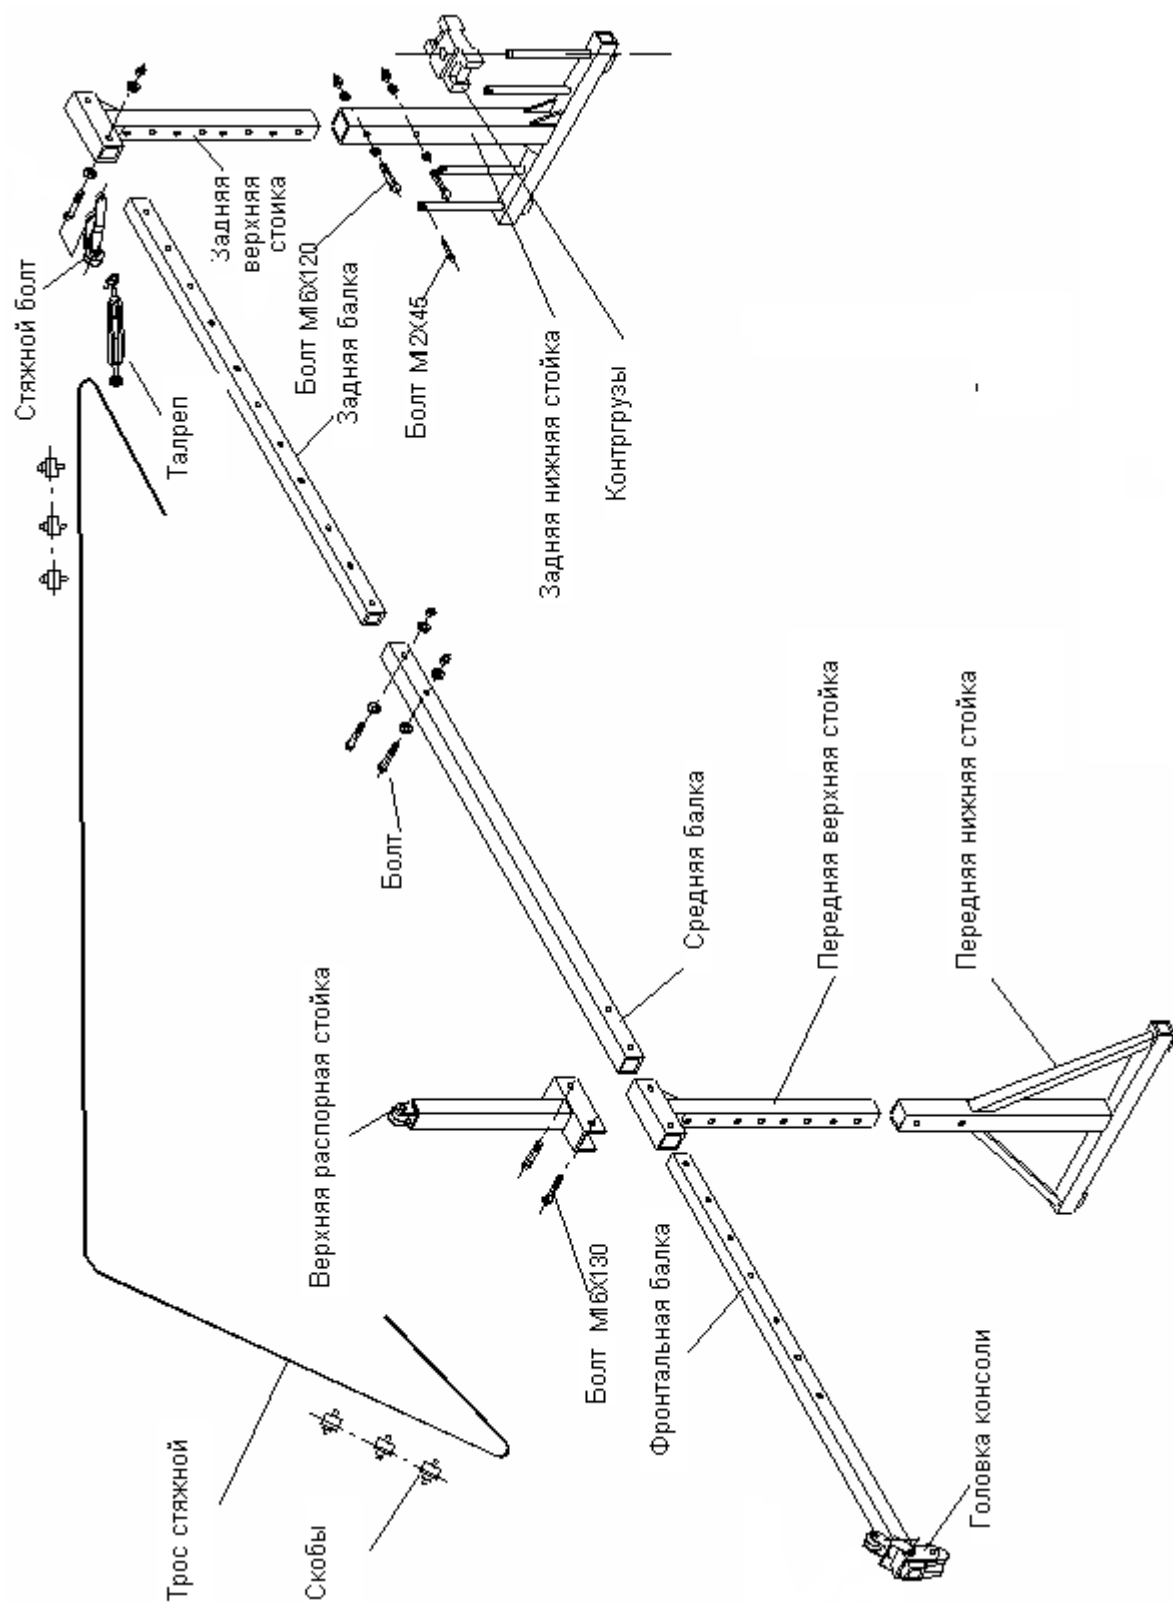 Стяжной болт
Талреп
Задняя
верхняя
стойка
Болт М16Х120
Задняя балка
Болт М12Х45
Задняя нижняя стойка
Контргрузы
Болт
Средняя балка
Передняя верхняя стойка
Передняя нижняя стойка
Верхняя распорная стойка
Болт М16Х130
Фронтальная балка
Головка консоли
Трос стяжной
Скобы